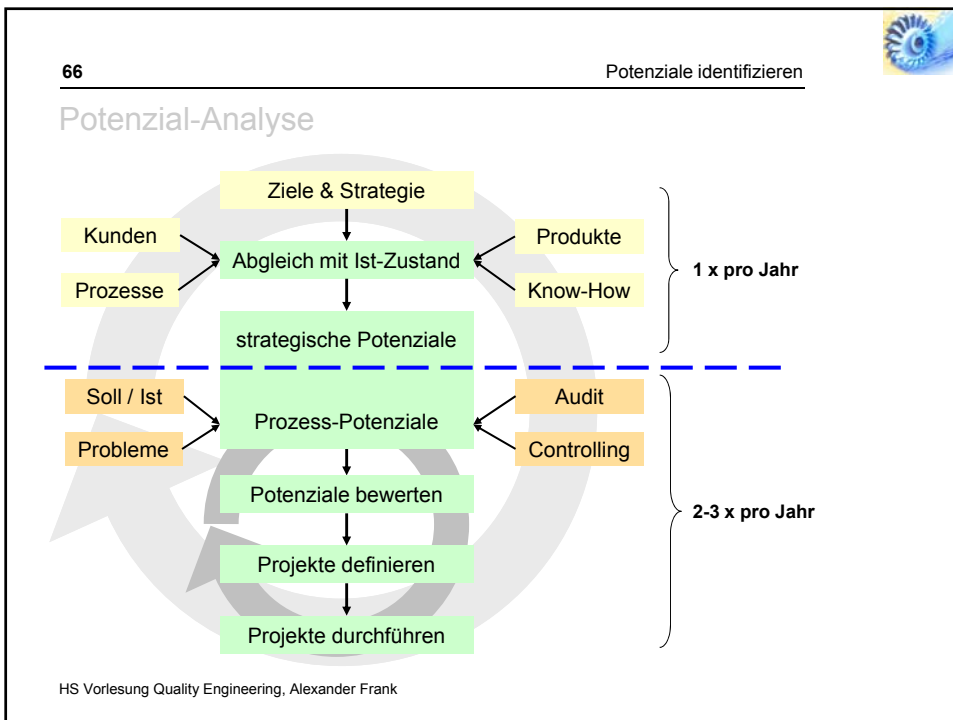 66
Potenziale identifizieren
Potenzial-Analyse
Ziele & Strategie
Kunden
Produkte
Abgleich mit Ist-Zustand
1 x pro Jahr
Prozesse
Know-How
strategische Potenziale
Soll / Ist
Audit
Prozess-Potenziale
Probleme
Controlling
Potenziale bewerten
2-3 x pro Jahr
Projekte definieren
Projekte durchführen
HS Vorlesung Quality Engineering, Alexander Frank